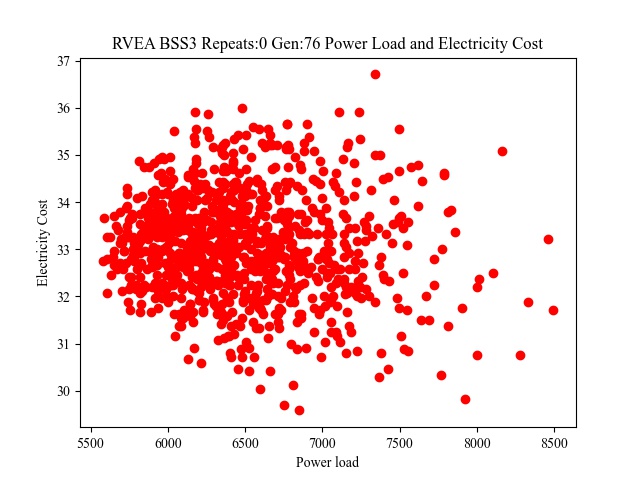 RVEA BSS3 Repeats:0 Gen:76 Power Load and Electricity Cost
37
36
35
34
33
32
31
30
Electricity Cost
5500 6000 6500 7000 7500 8000 8500
Power load